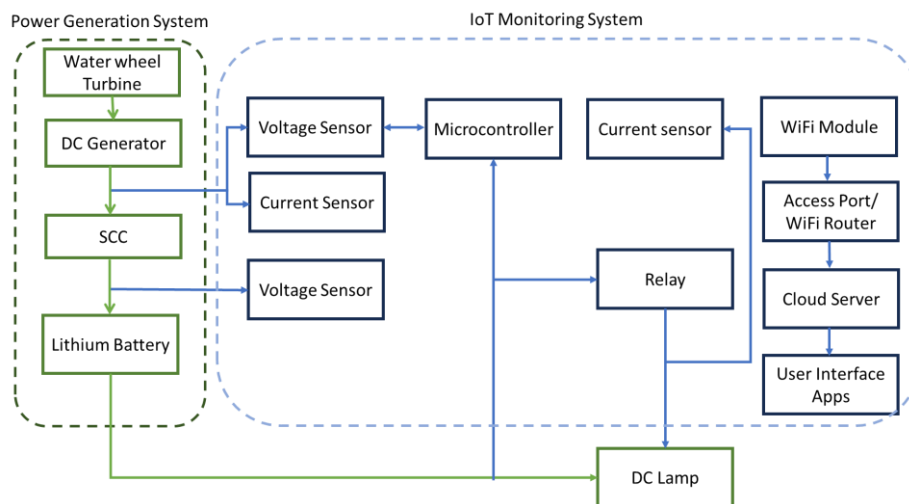 Power Generation System
IoT Monitoring System
Water wheel
Turbine
DC Generator
SCC
Lithium Battery
Voltage Sensor
Current Sensor
Voltage Sensor
Microcontroller
Current sensor
Relay
DC Lamp
WiFi Module
Access Port/
WiFi Router
Cloud Server
User Interface
Apps